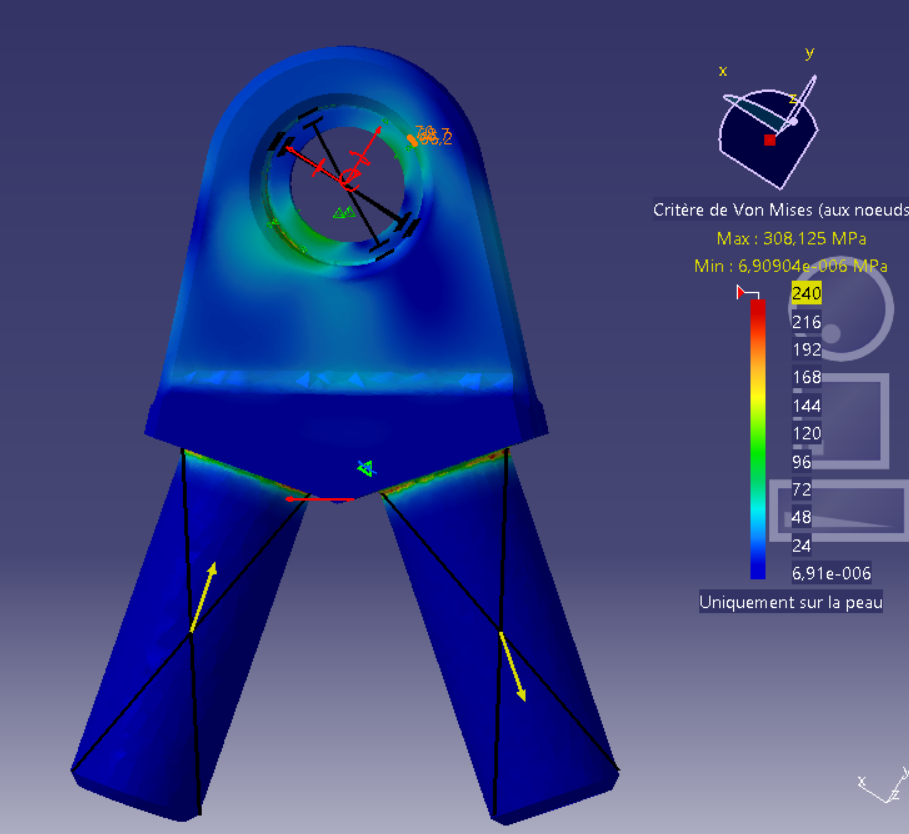 y
x
z
Critère de Von Mises (aux noeuds
Max : 308,125 MPa
Min : 6,90904e-006 MPa
240
216
192
168
144
120
96
72
48
24
6,91e-006
Uniquement sur la peau
x
y
z